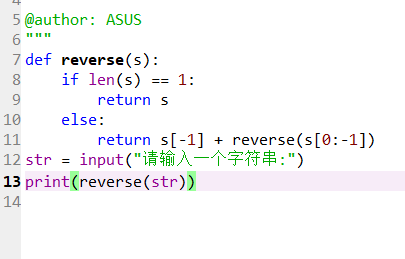 5 @author: ASUS
6 """
7 def reverse(s):
8     if len(s) == 1:
9         return s
10     else:
11         return s[-1] + reverse(s[0:-1])
12 str = input("请输入一个字符串:")
13 print(reverse(str))
14